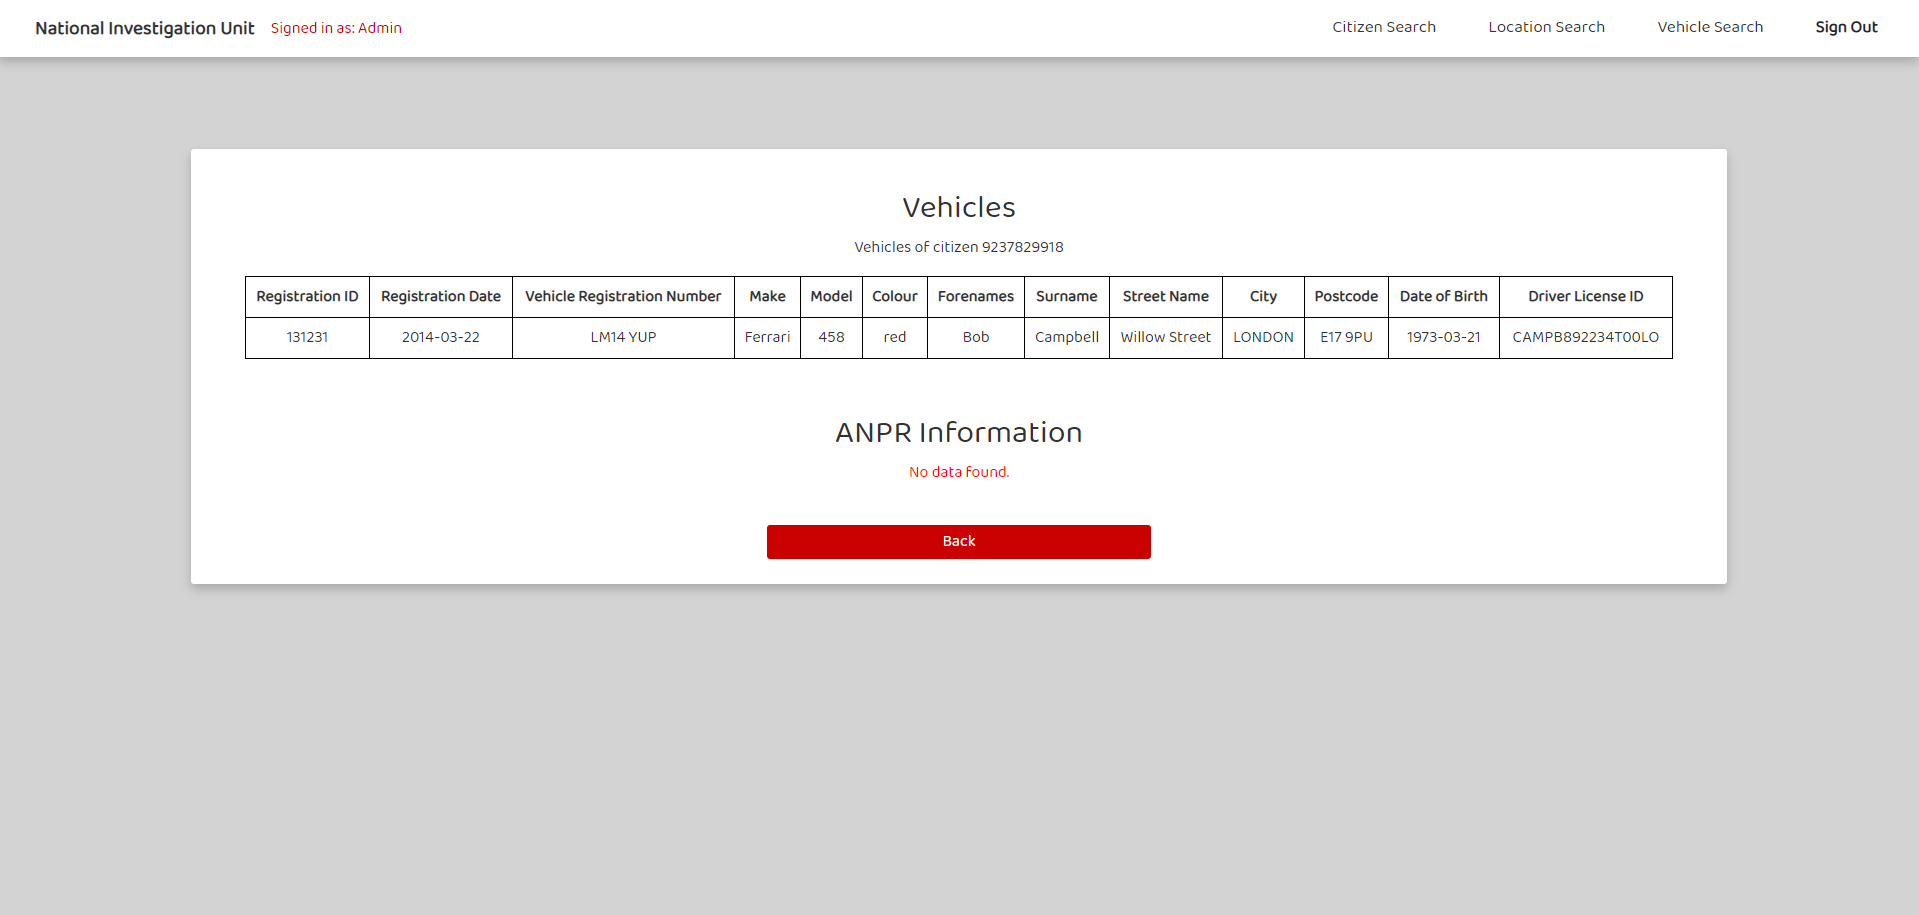 National Investigation Unit Signed in as: Admin Citizen Search Location Search Vehicle Search Sign Out
Vehicles
Vehicles of citizen 9237829918
Registration ID Registration Date Vehicle Registration Number Make Model Colour Forenames Surname Street Name City Postcode Date of Birth Driver License ID
131231 2014-03-22 LM14 YUP Ferrari 458 red Bob Campbell Willow Street LONDON E17 9PU 1973-03-21 CAMPB892234T00LO
ANPR Information
No data found.
Back